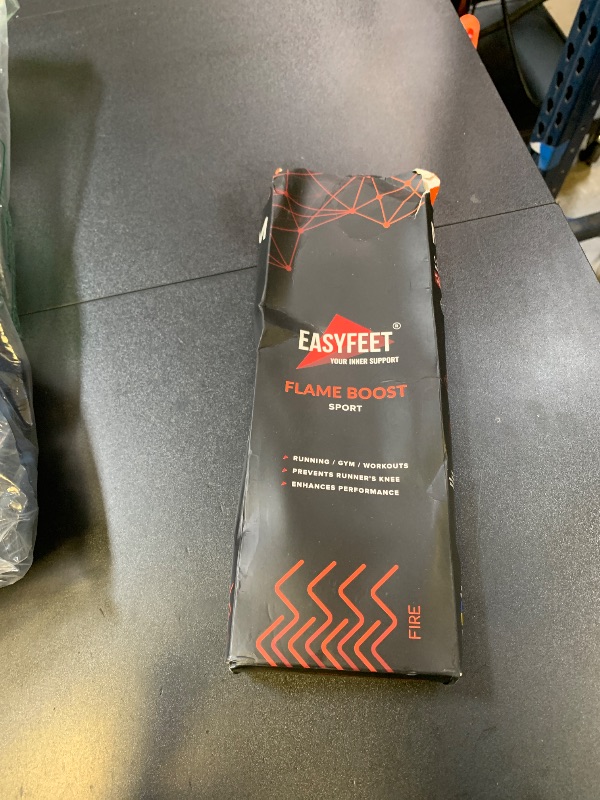 EASYFEET®
YOUR INNER SUPPORT
FLAME BOOST
SPORT
RUNNING / GYM / WORKOUTS
PREVENTS RUNNER'S KNEE
ENHANCES PERFORMANCE
FIRE